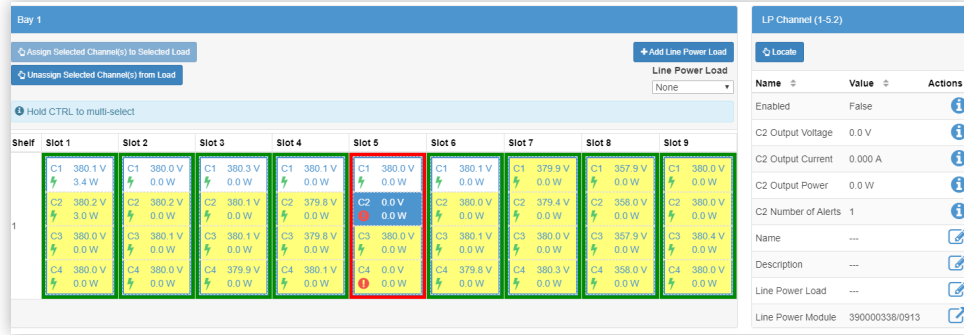 Bay 1
Assign Selected Channel(s) to Selected Load
Add Line Power Load
Unassign Selected Channel(s) from Load
Line Power Load
None
Hold CTRL to multi-select
Shelf Slot 1 Slot 2 Slot 3 Slot 4 Slot 5 Slot 6 Slot 7 Slot 8 Slot 9
C1 380.1 V C1 380.0 V C1 380.1 V C1 380.1 V C1 380.0 V C1 380.1 V C1 379.9 V C1 357.9 V C1 380.0 V
3.4 W 0.0 W 0.0 W 0.0 W 0.0 W 0.0 W 0.0 W 0.0 W 0.0 W
C2 380.2 V C2 380.2 V C2 380.1 V C2 379.8 V C2 0.0 V C2 380.0 V C2 379.4 V C2 358.0 V C2 380.0 V
3.0 W 0.0 W 0.0 W 0.0 W 0.0 W 0.0 W 0.0 W 0.0 W 0.0 W
1
C3 380.0 V C3 380.1 V C3 380.1 V C3 379.8 V C3 380.0 V C3 380.1 V C3 380.0 V C3 357.9 V C3 380.4 V
0.0 W 0.0 W 0.0 W 0.0 W 0.0 W 0.0 W 0.0 W 0.0 W 0.0 W
C4 380.0 V C4 380.0 V C4 379.9 V C4 380.1 V C4 0.0 V C4 379.8 V C4 380.3 V C4 358.0 V C4 380.0 V
0.0 W 0.0 W 0.0 W 0.0 W 0.0 W 0.0 W 0.0 W 0.0 W 0.0 W
LP Channel (1-5.2)
Locate
Name Value Actions
Enabled False
C2 Output Voltage 0.0 V
C2 Output Current 0.000 A
C2 Output Power 0.0 W
C2 Number of Alerts 1
Name ---
Description ---
Line Power Load ---
Line Power Module 390000338/0913